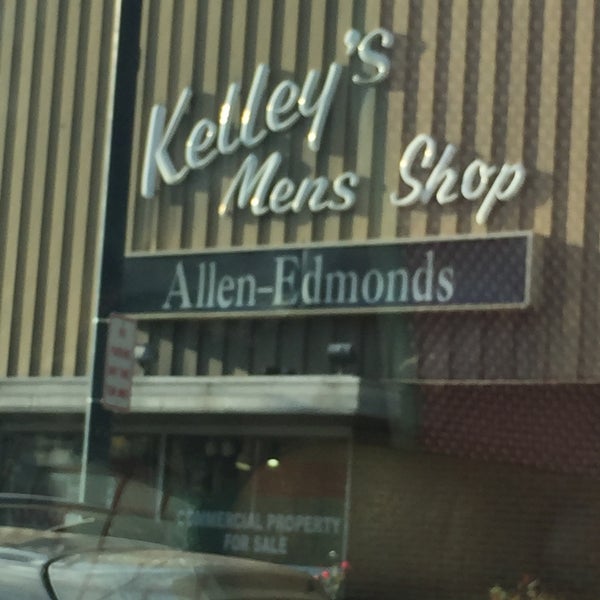 Kelley's
Mens Shop
Allen-Edmonds
COMMERCIAL PROPERTY
FOR SALE